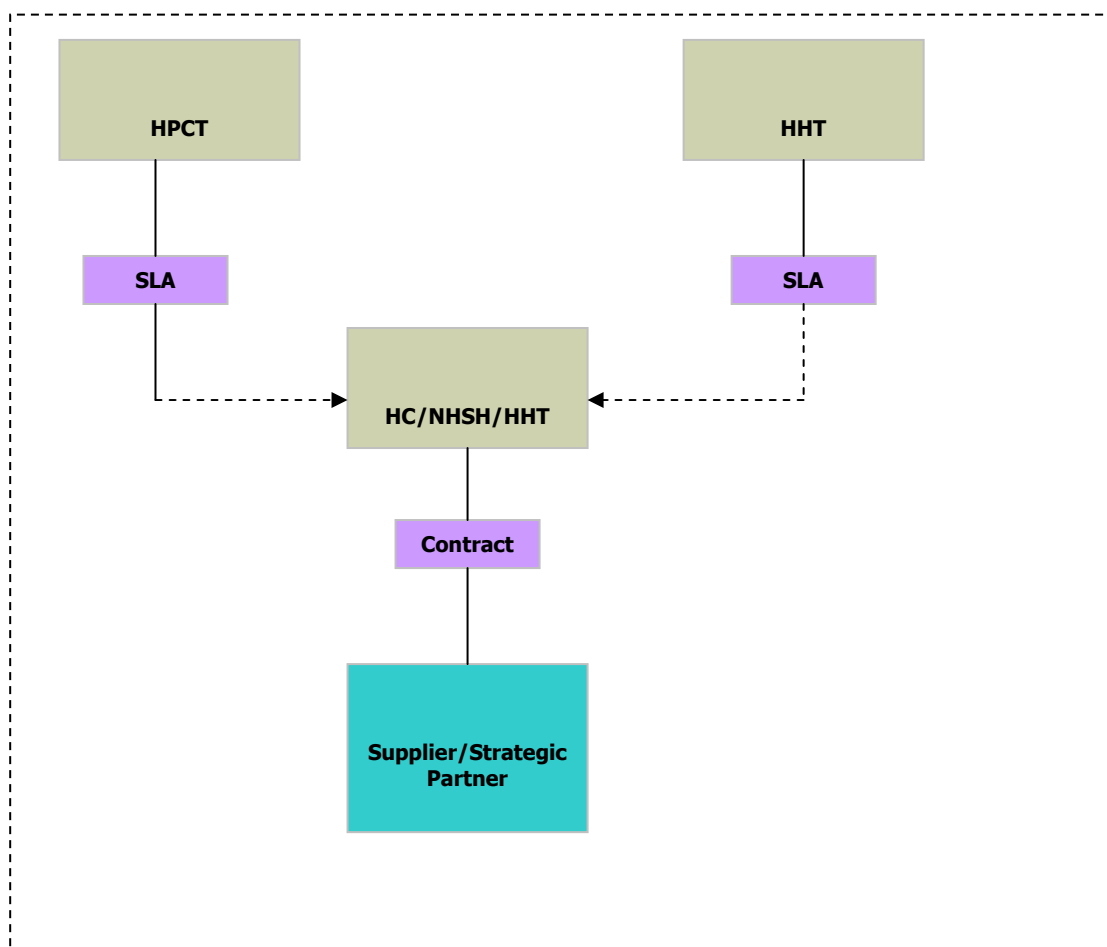 HPCT
HHT
SLA
SLA
HC/NHSH/HHT
Contract
Supplier/Strategic
Partner